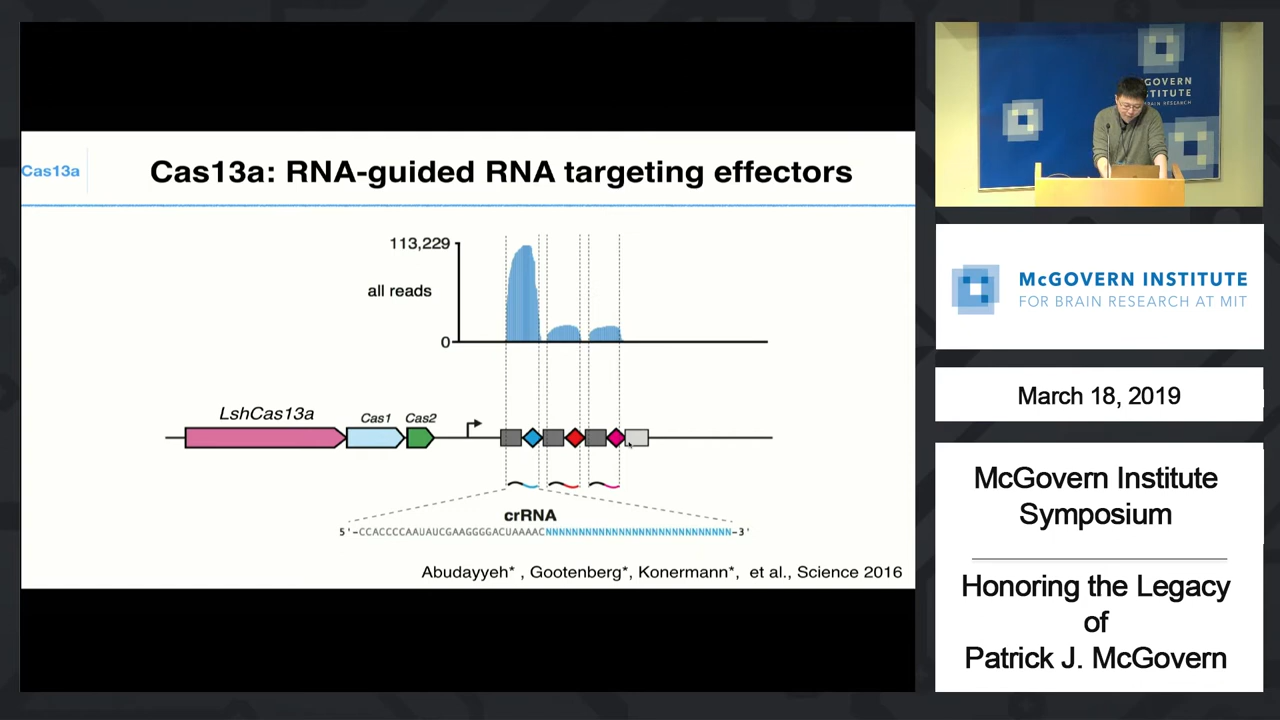 Cas13a
Cas13a: RNA-guided RNA targeting effectors
113,229
all reads
0
LshCas13a
Cas1
Cas2
crRNA
5'-CCACCCCAAUAUCGAAGGGGACUAAAACNNNNNNNNNNNNNNNNNNNNNNNNNNNN-3'
Abudayyeh* , Gootenberg*, Konermann*, et al., Science 2016
McGOVERN INSTITUTE
FOR BRAIN RESEARCH AT MIT
March 18, 2019
McGovern Institute
Symposium
Honoring the Legacy
of
Patrick J. McGovern